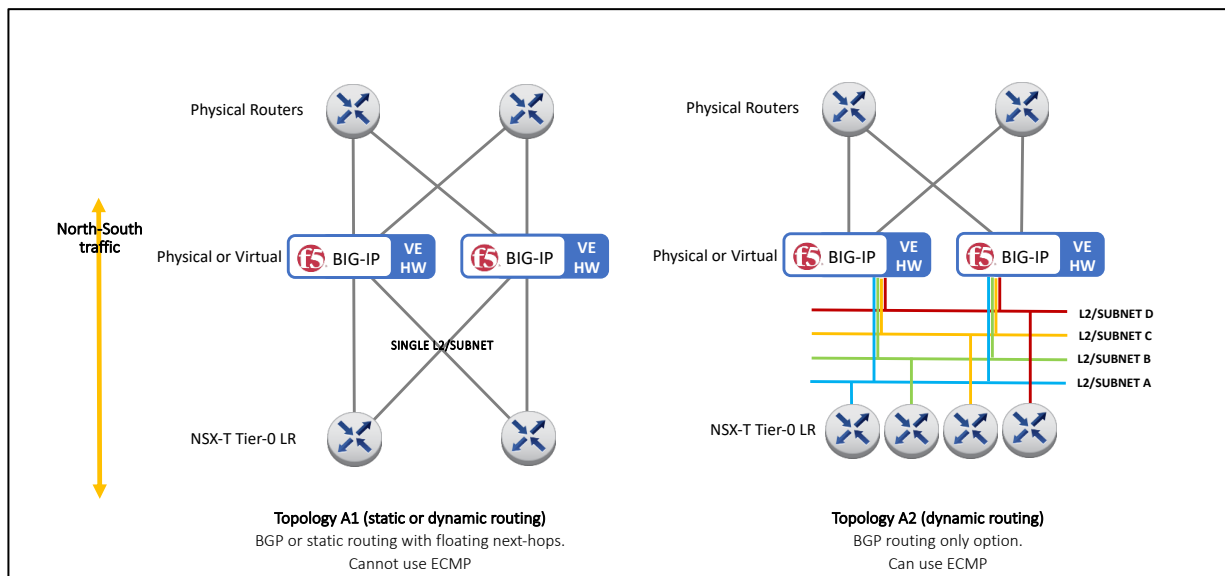 Physical Routers
North-South
traffic
Physical or Virtual
f5 BIG-IP VE HW
f5 BIG-IP VE HW
SINGLE L2/SUBNET
NSX-T Tier-0 LR
Topology A1 (static or dynamic routing)
BGP or static routing with floating next-hops.
Cannot use ECMP
Physical Routers
Physical or Virtual
f5 BIG-IP VE HW
f5 BIG-IP VE HW
L2/SUBNET D
L2/SUBNET C
L2/SUBNET B
L2/SUBNET A
NSX-T Tier-0 LR
Topology A2 (dynamic routing)
BGP routing only option.
Can use ECMP